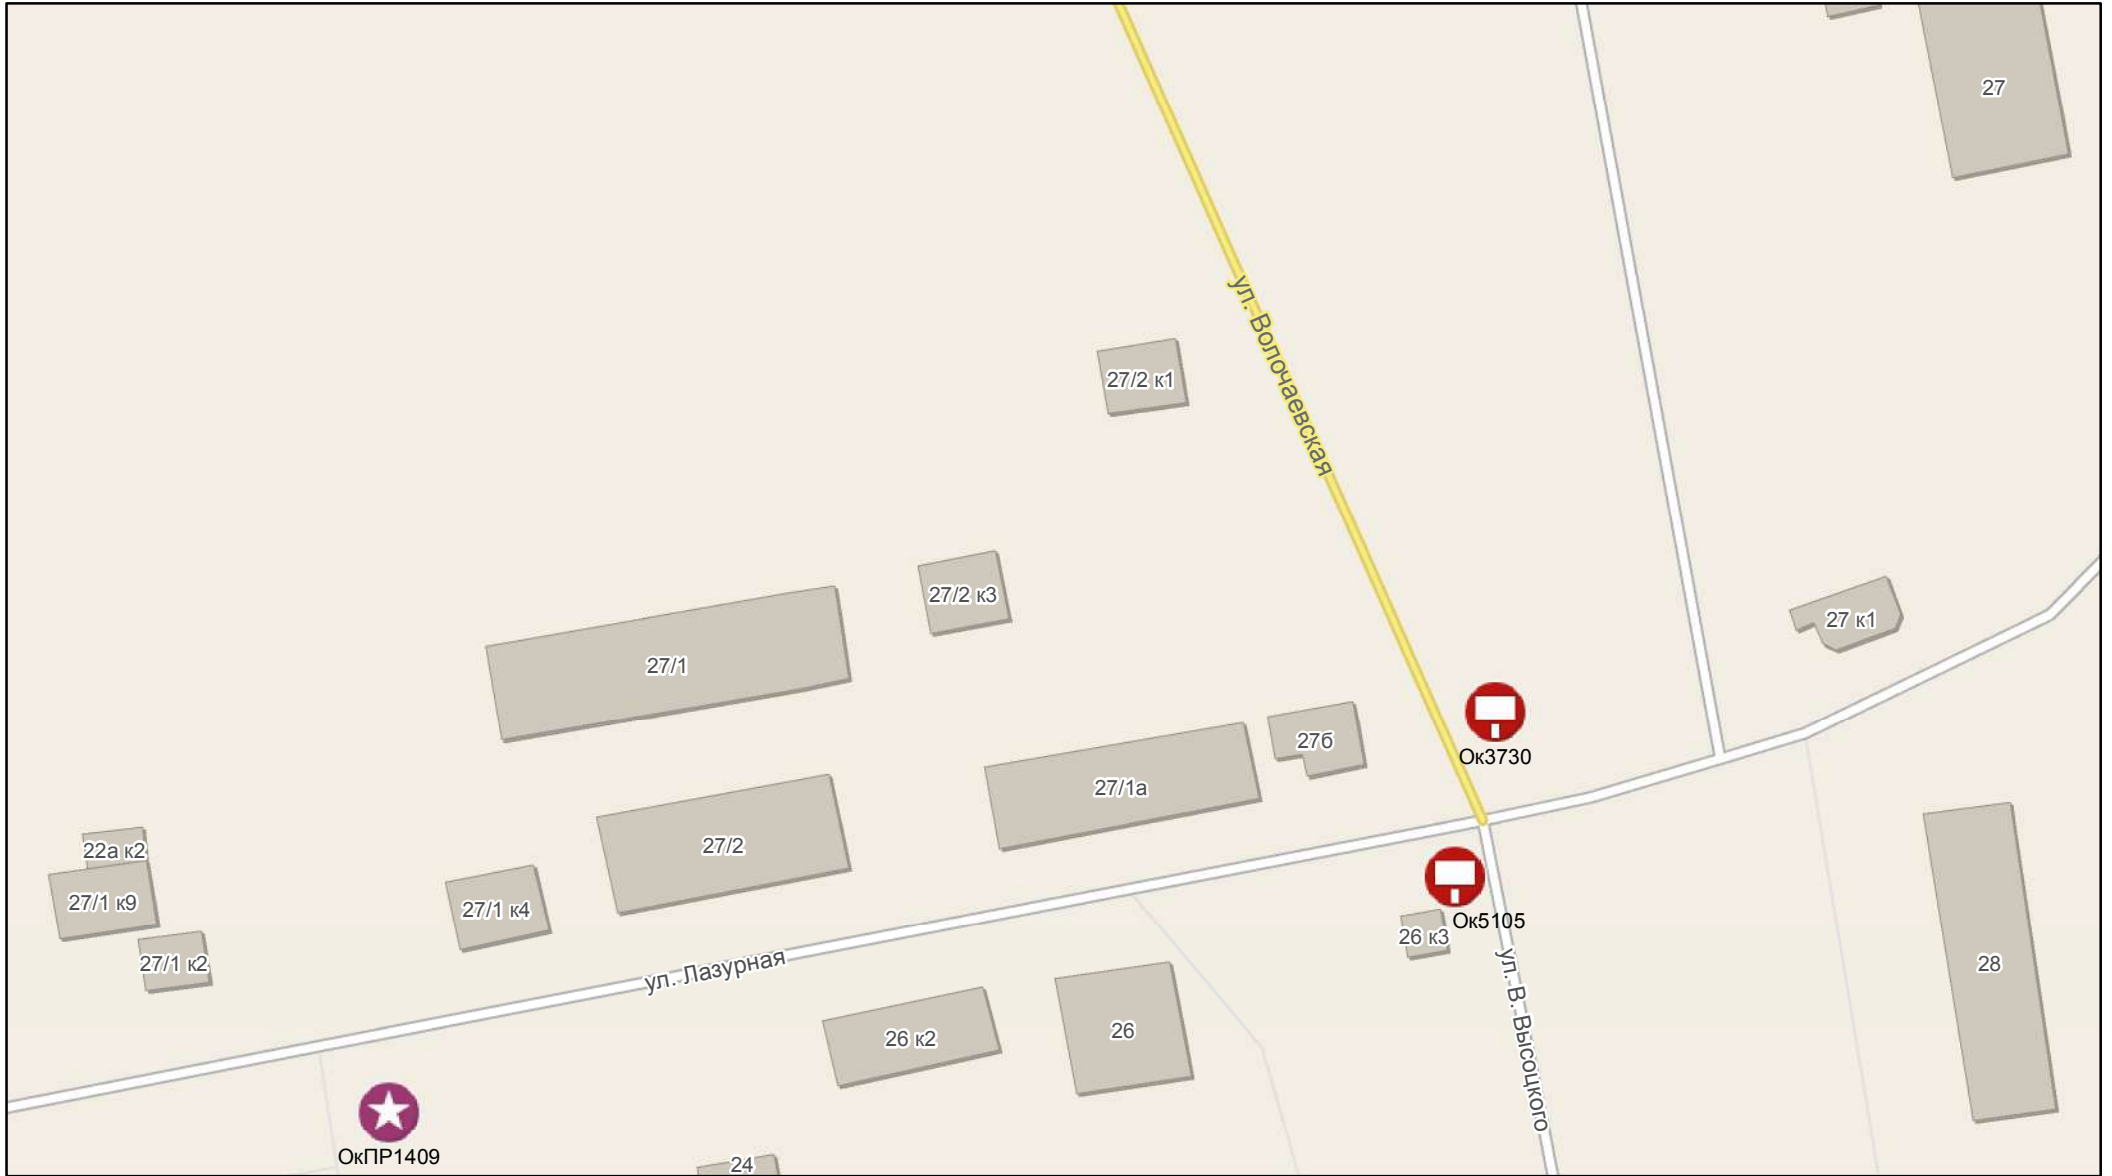 27
ул. Волочаевская
27/2 к1
27/2 к3
27 к1
27/1
27б
Ок3730
27/1а
27/2
22а к2
27/1 к9
27/1 к4
Ок5105
26 к3
27/1 к2
ул. Лазурная
28
26
26 к2
ул. В. Высоцкого
ОкПР1409
24